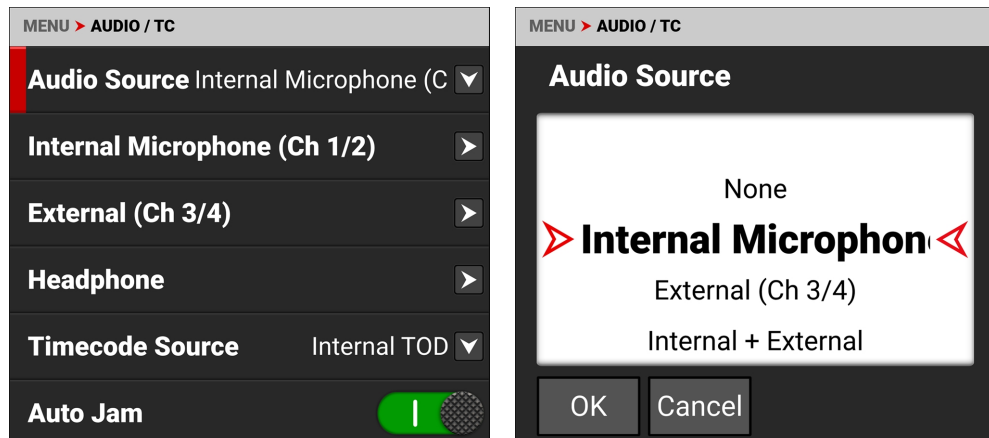 MENU AUDIO / TC
Audio Source Internal Microphone (C
Internal Microphone (Ch 1/2)
External (Ch 3/4)
Headphone
Timecode Source Internal TOD
Auto Jam
MENU AUDIO / TC
Audio Source
None
Internal Microphon
External (Ch 3/4)
Internal + External
OK Cancel